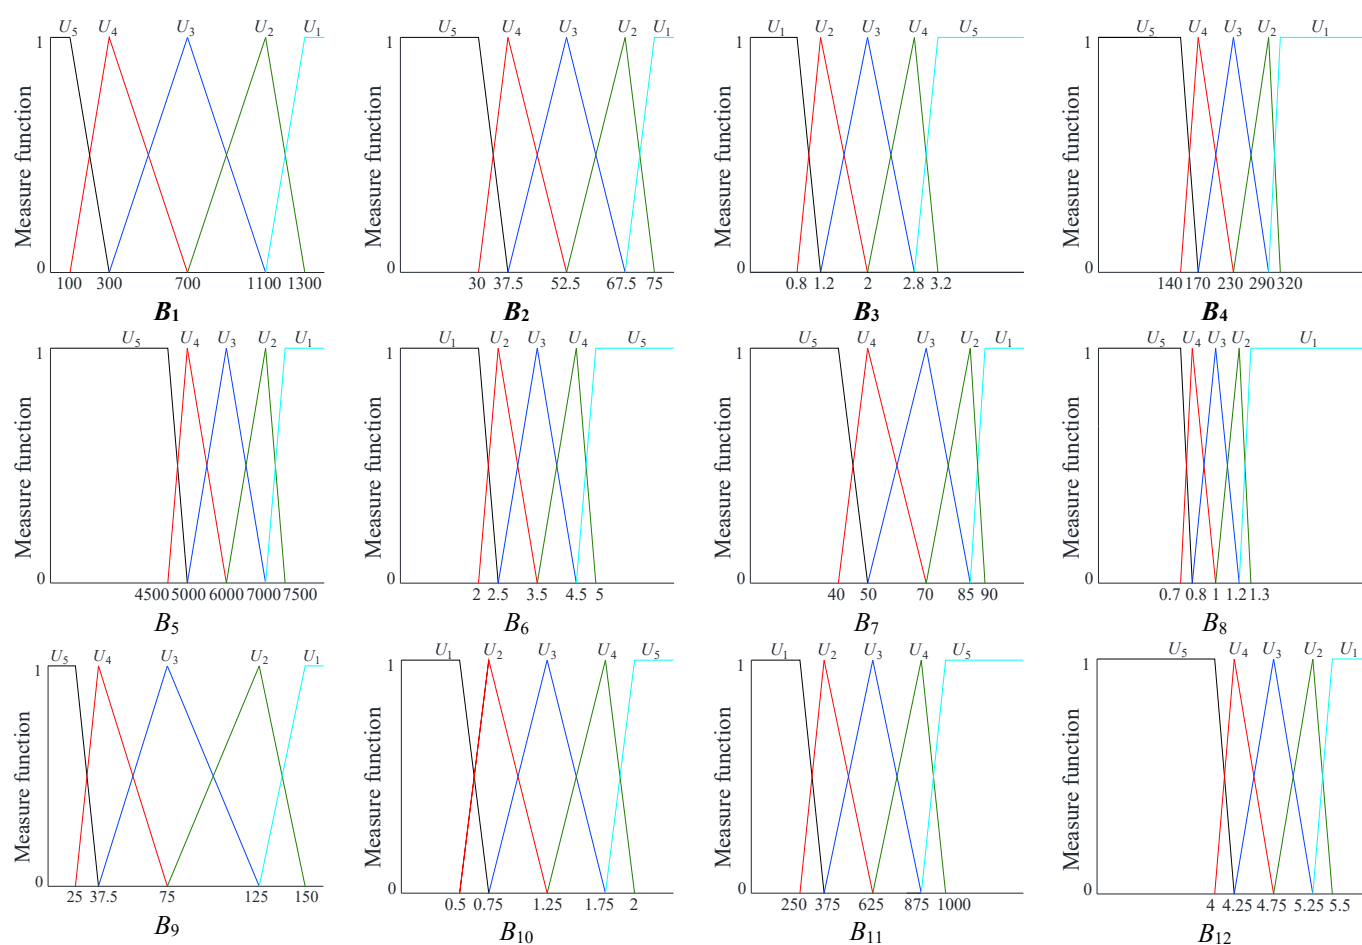 U5 U4 U3 U2 U1
1
Measure function
0
100 300 700 1100 1300
B1
U5 U4 U3 U2 U1
1
Measure function
0
30 37.5 52.5 67.5 75
B2
U1 U2 U3 U4 U5
1
Measure function
0
0.8 1.2 2 2.8 3.2
B3
U5 U4 U3 U2 U1
1
Measure function
0
140 170 230 290 320
B4
U5 U4 U3 U2 U1
1
Measure function
0
4500 5000 6000 7000 7500
B5
U1 U2 U3 U4 U5
1
Measure function
0
2 2.5 3.5 4.5 5
B6
U5 U4 U3 U2 U1
1
Measure function
0
40 50 70 85 90
B7
U5 U4 U3 U2 U1
1
Measure function
0
0.7 0.8 1 1.2 1.3
B8
U5 U4 U3 U2 U1
1
Measure function
0
25 37.5 75 125 150
B9
U1 U2 U3 U4 U5
1
Measure function
0
0.5 0.75 1.25 1.75 2
B10
U1 U2 U3 U4 U5
1
Measure function
0
250 375 625 875 1000
B11
U5 U4 U3 U2 U1
1
Measure function
0
4 4.25 4.75 5.25 5.5
B12